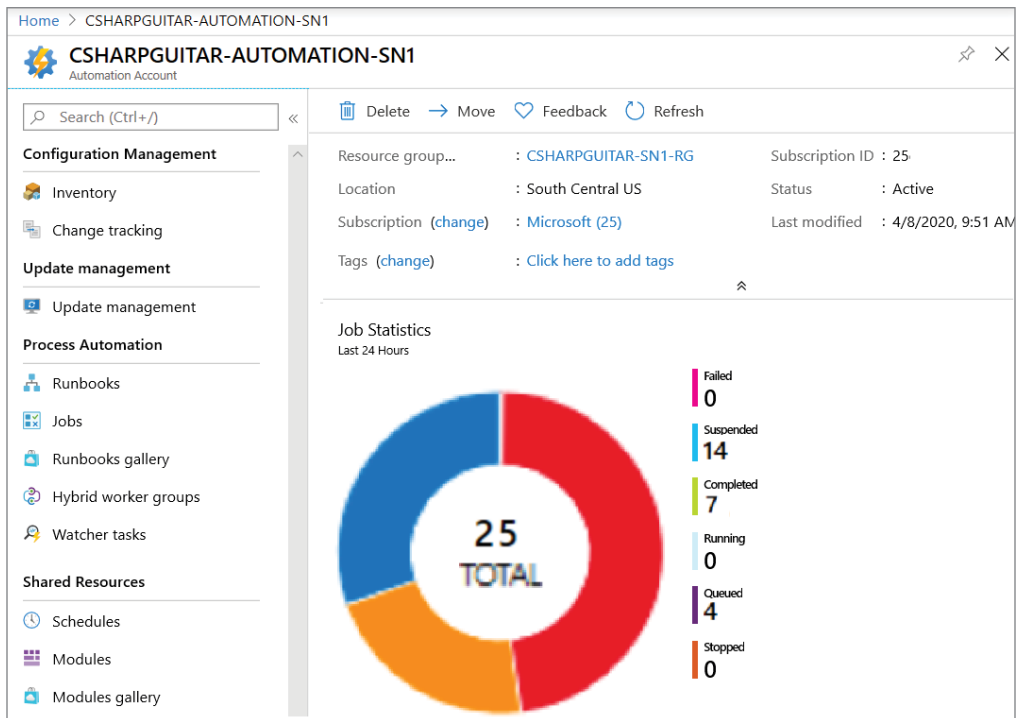 Home > CSHARPGUITAR-AUTOMATION-SN1
CSHARPGUITAR-AUTOMATION-SN1
Automation Account
Search (Ctrl+/)
«
Configuration Management
Inventory
Change tracking
Update management
Update management
Process Automation
Runbooks
Jobs
Runbooks gallery
Hybrid worker groups
Watcher tasks
Shared Resources
Schedules
Modules
Modules gallery
Delete Move Feedback Refresh
Resource group... : CSHARPGUITAR-SN1-RG Subscription ID : 25
Location : South Central US Status : Active
Subscription (change) : Microsoft (25) Last modified : 4/8/2020, 9:51 AM
Tags (change) : Click here to add tags
Job Statistics
Last 24 Hours
25
TOTAL
Failed
0
Suspended
14
Completed
7
Running
0
Queued
4
Stopped
0